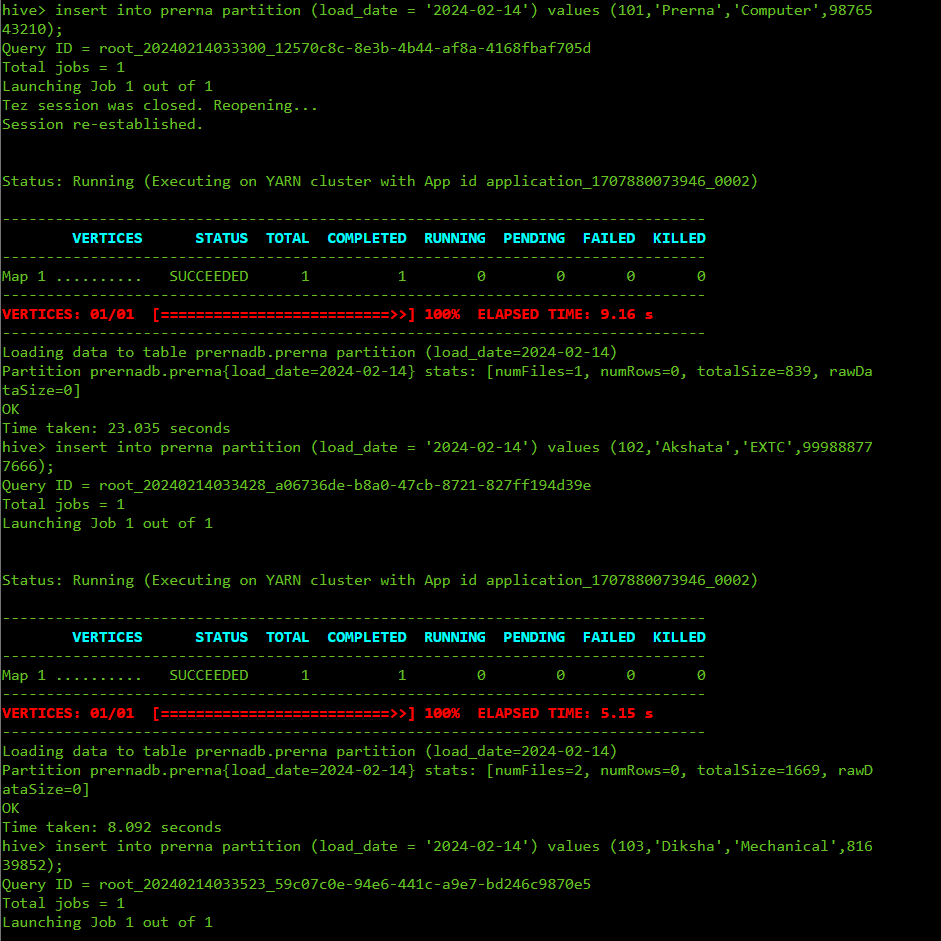 hive> insert into prerna partition (load_date = '2024-02-14') values (101,'Prerna','Computer',98765
43210);
Query ID = root_20240214033300_12570c8c-8e3b-4b44-af8a-4168fbaf705d
Total jobs = 1
Launching Job 1 out of 1
Tez session was closed. Reopening...
Session re-established.
Status: Running (Executing on YARN cluster with App id application_1707880073946_0002)
--------------------------------------------------------------------------------
        VERTICES      STATUS  TOTAL  COMPLETED  RUNNING  PENDING  FAILED  KILLED
--------------------------------------------------------------------------------
Map 1 ..........   SUCCEEDED      1          1        0        0       0       0
--------------------------------------------------------------------------------
VERTICES: 01/01  [==========================>>] 100%  ELAPSED TIME: 9.16 s
--------------------------------------------------------------------------------
Loading data to table prernadb.prerna partition (load_date=2024-02-14)
Partition prernadb.prerna{load_date=2024-02-14} stats: [numFiles=1, numRows=0, totalSize=839, rawDa
taSize=0]
OK
Time taken: 23.035 seconds
hive> insert into prerna partition (load_date = '2024-02-14') values (102,'Akshata','EXTC',99988877
7666);
Query ID = root_20240214033428_a06736de-b8a0-47cb-8721-827ff194d39e
Total jobs = 1
Launching Job 1 out of 1
Status: Running (Executing on YARN cluster with App id application_1707880073946_0002)
--------------------------------------------------------------------------------
        VERTICES      STATUS  TOTAL  COMPLETED  RUNNING  PENDING  FAILED  KILLED
--------------------------------------------------------------------------------
Map 1 ..........   SUCCEEDED      1          1        0        0       0       0
--------------------------------------------------------------------------------
VERTICES: 01/01  [==========================>>] 100%  ELAPSED TIME: 5.15 s
--------------------------------------------------------------------------------
Loading data to table prernadb.prerna partition (load_date=2024-02-14)
Partition prernadb.prerna{load_date=2024-02-14} stats: [numFiles=2, numRows=0, totalSize=1669, rawD
ataSize=0]
OK
Time taken: 8.092 seconds
hive> insert into prerna partition (load_date = '2024-02-14') values (103,'Diksha','Mechanical',816
39852);
Query ID = root_20240214033523_59c07c0e-94e6-441c-a9e7-bd246c9870e5
Total jobs = 1
Launching Job 1 out of 1